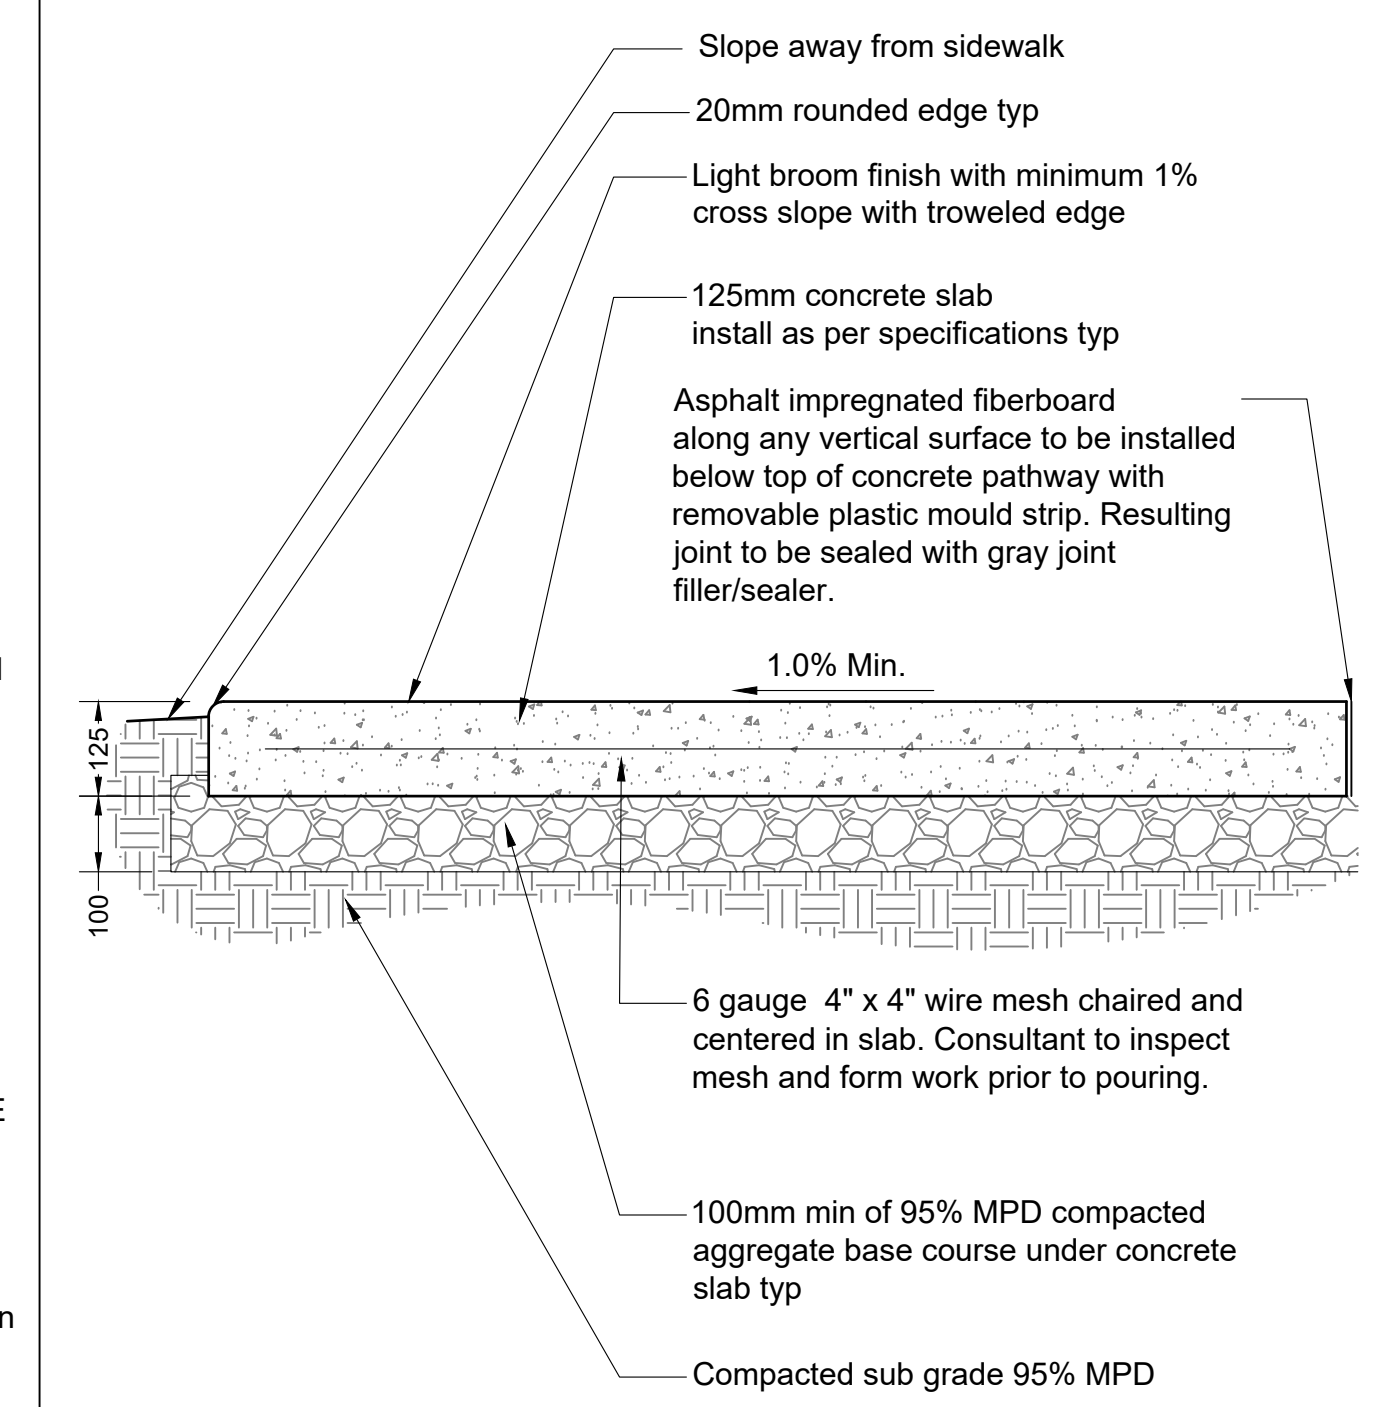 Slope away from sidewalk
20mm rounded edge typ
Light broom finish with minimum 1%
cross slope with troweled edge
125mm concrete slab
install as per specifications typ
Asphalt impregnated fiberboard
along any vertical surface to be installed
below top of concrete pathway with
removable plastic mould strip. Resulting
joint to be sealed with gray joint
filler/sealer.
1.0% Min.
125
100
6 gauge  4" x 4" wire mesh chaired and
centered in slab. Consultant to inspect
mesh and form work prior to pouring.
100mm min of 95% MPD compacted
aggregate base course under concrete
slab typ
Compacted sub grade 95% MPD